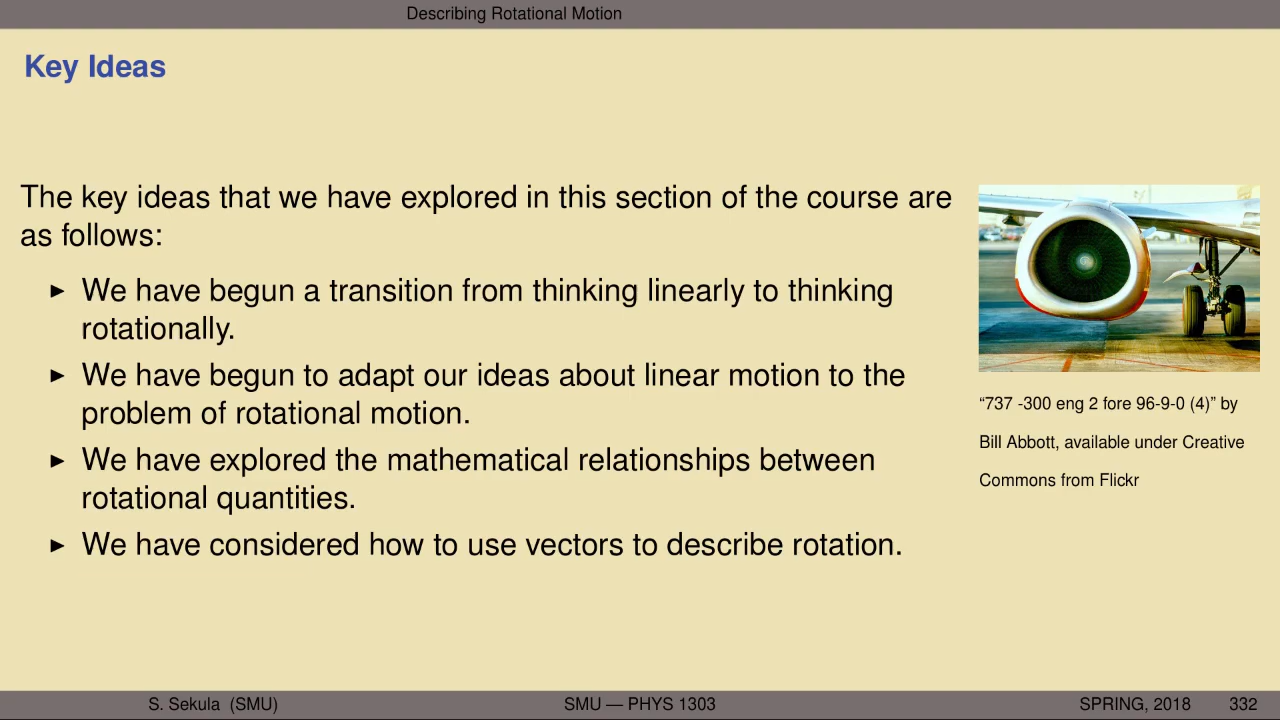 Describing Rotational Motion
Key Ideas
The key ideas that we have explored in this section of the course are
as follows:
► We have begun a transition from thinking linearly to thinking
rotationally.
► We have begun to adapt our ideas about linear motion to the
problem of rotational motion.
► We have explored the mathematical relationships between
rotational quantities.
► We have considered how to use vectors to describe rotation.
“737 -300 eng 2 fore 96-9-0 (4)” by
Bill Abbott, available under Creative
Commons from Flickr
S. Sekula (SMU) SMU — PHYS 1303 SPRING, 2018 332